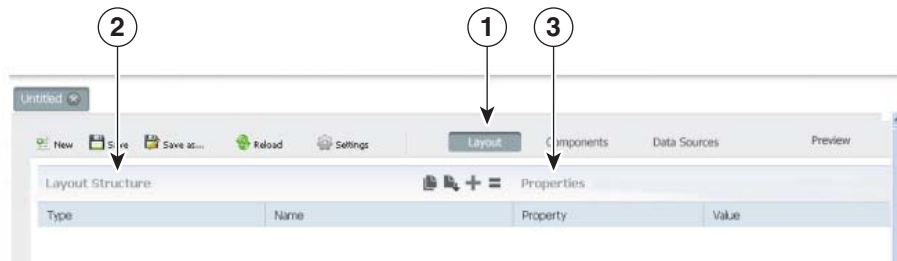 2 1 3
Untitled
New Save Save as... Reload Settings Layout Components Data Sources Preview
Layout Structure Properties
Type Name Property Value